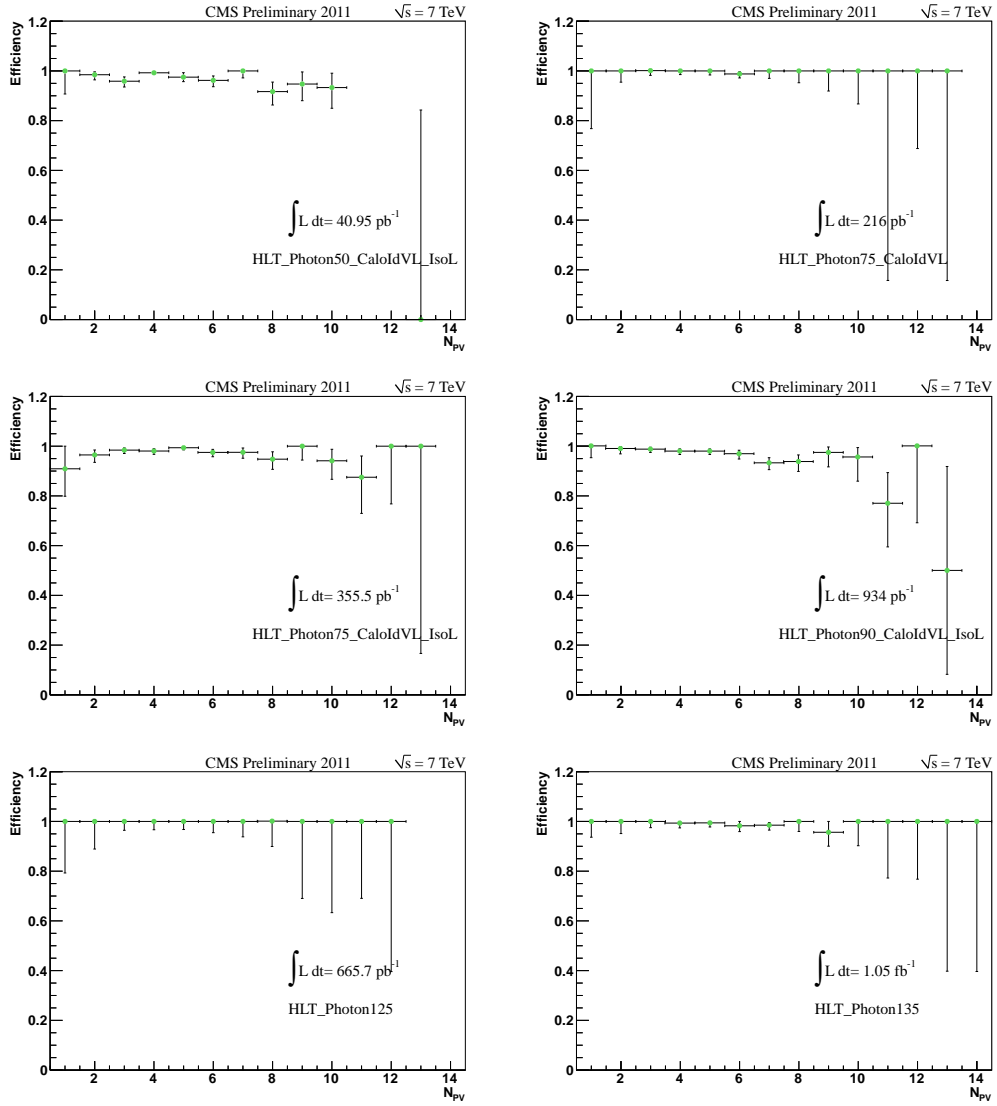 CMS Preliminary 2011 √s = 7 TeV
Efficiency
1.2
1
0.8
0.6
0.4
0.2
0
∫ L dt= 40.95 pb⁻¹
HLT_Photon50_CaloIdVL_IsoL
2 4 6 8 10 12 14
N_PV
CMS Preliminary 2011 √s = 7 TeV
Efficiency
1.2
1
0.8
0.6
0.4
0.2
0
∫ L dt= 216 pb⁻¹
HLT_Photon75_CaloIdVL
2 4 6 8 10 12 14
N_PV
CMS Preliminary 2011 √s = 7 TeV
Efficiency
1.2
1
0.8
0.6
0.4
0.2
0
∫ L dt= 355.5 pb⁻¹
HLT_Photon75_CaloIdVL_IsoL
2 4 6 8 10 12 14
N_PV
CMS Preliminary 2011 √s = 7 TeV
Efficiency
1.2
1
0.8
0.6
0.4
0.2
0
∫ L dt= 934 pb⁻¹
HLT_Photon90_CaloIdVL_IsoL
2 4 6 8 10 12 14
N_PV
CMS Preliminary 2011 √s = 7 TeV
Efficiency
1.2
1
0.8
0.6
0.4
0.2
0
∫ L dt= 665.7 pb⁻¹
HLT_Photon125
2 4 6 8 10 12 14
N_PV
CMS Preliminary 2011 √s = 7 TeV
Efficiency
1.2
1
0.8
0.6
0.4
0.2
0
∫ L dt= 1.05 fb⁻¹
HLT_Photon135
2 4 6 8 10 12 14
N_PV